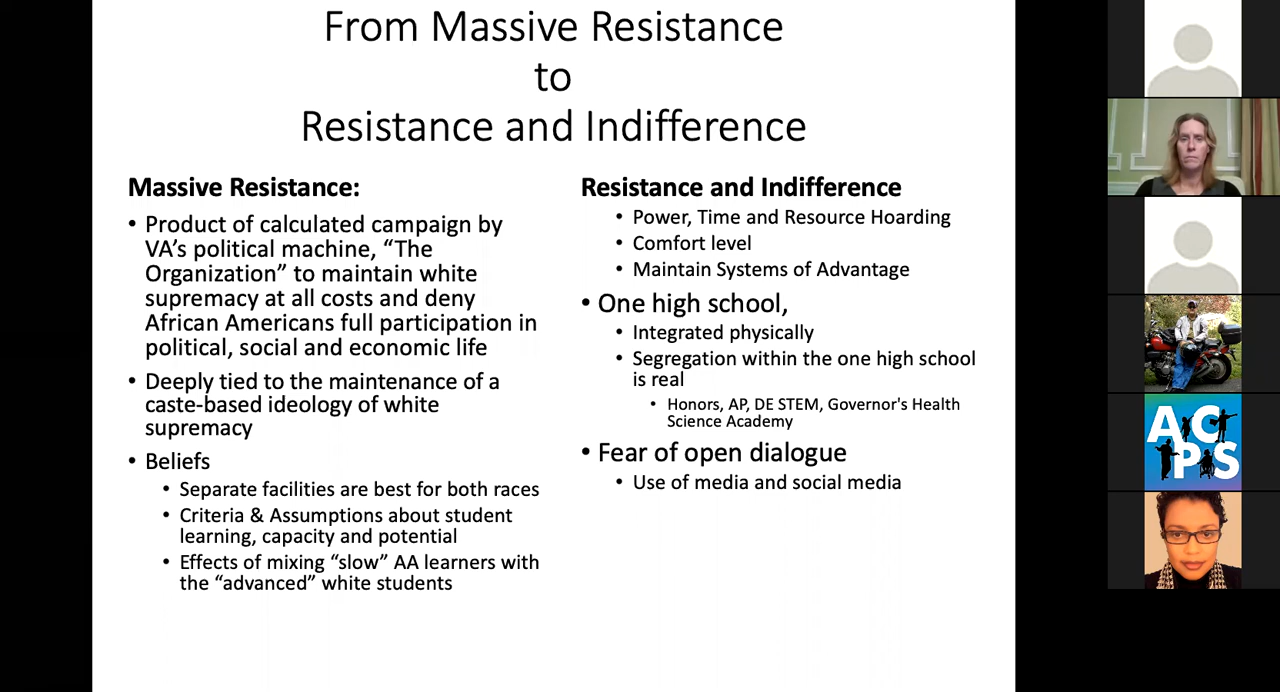 From Massive Resistance
to
Resistance and Indifference
Massive Resistance:
• Product of calculated campaign by
VA’s political machine, “The
Organization” to maintain white
supremacy at all costs and deny
African Americans full participation in
political, social and economic life
• Deeply tied to the maintenance of a
caste-based ideology of white
supremacy
• Beliefs
• Separate facilities are best for both races
• Criteria & Assumptions about student
learning, capacity and potential
• Effects of mixing “slow” AA learners with
the “advanced” white students
Resistance and Indifference
• Power, Time and Resource Hoarding
• Comfort level
• Maintain Systems of Advantage
• One high school,
• Integrated physically
• Segregation within the one high school
is real
• Honors, AP, DE STEM, Governor's Health
Science Academy
• Fear of open dialogue
• Use of media and social media
AC
PS